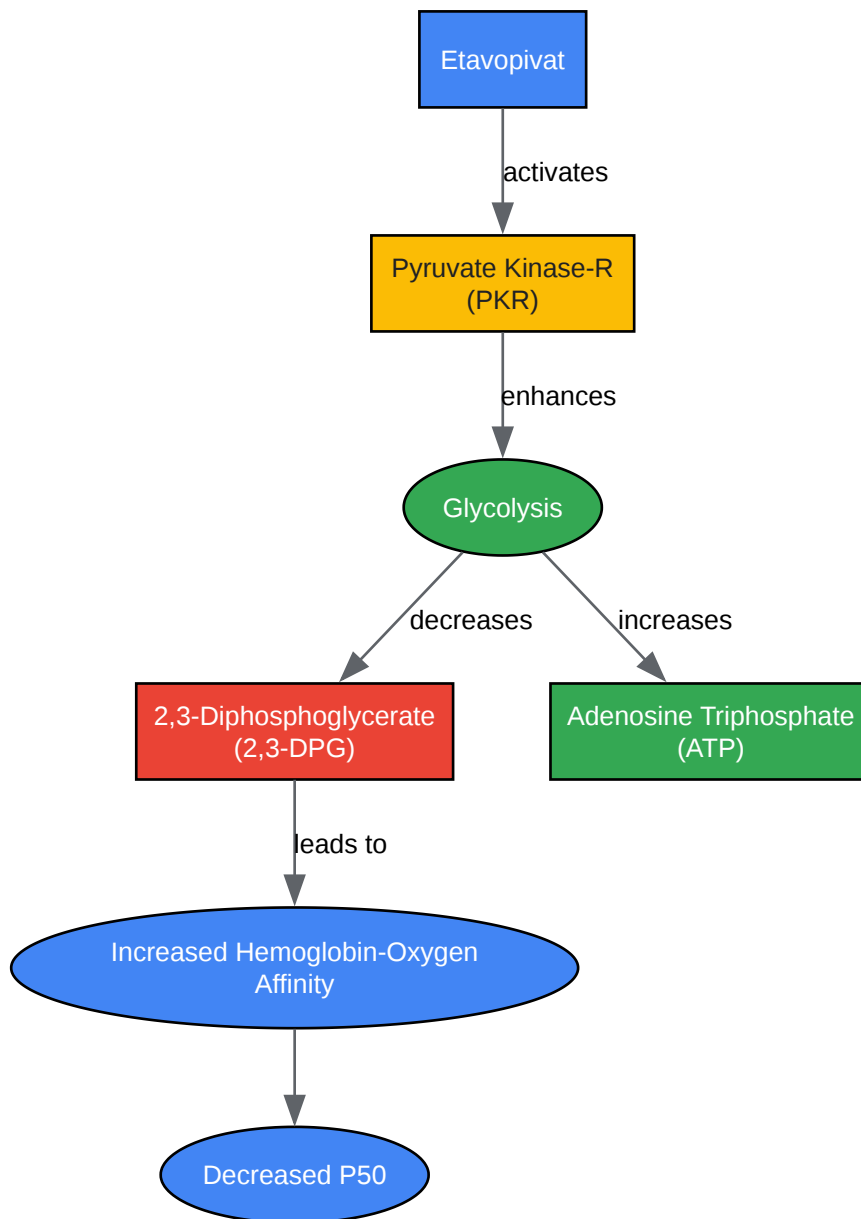 Etavopivat
activates
Pyruvate Kinase-R
(PKR)
enhances
Glycolysis
decreases
increases
2,3-Diphosphoglycerate
(2,3-DPG)
Adenosine Triphosphate
(ATP)
leads to
Increased Hemoglobin-Oxygen
Affinity
Decreased P50